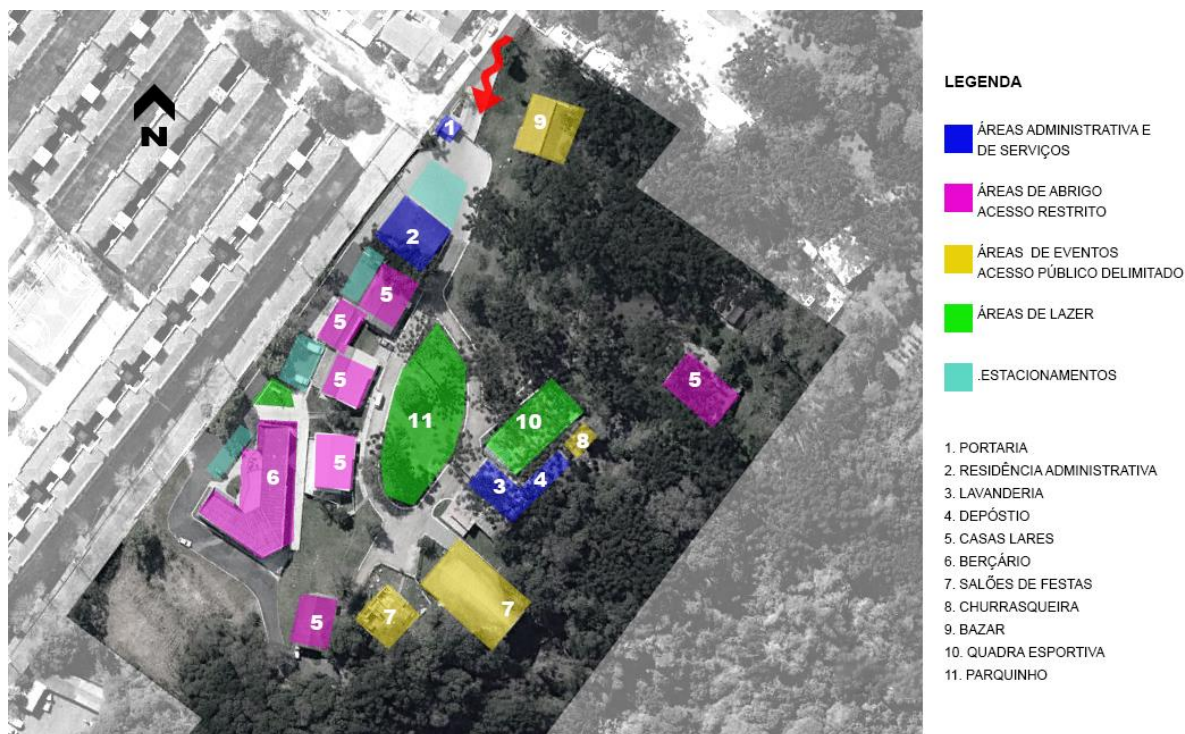 N
1
9
2
5
5
5
5
11
10
8
3
4
6
5
7
7
5
LEGENDA
ÁREAS ADMINISTRATIVA E
DE SERVIÇOS
ÁREAS DE ABRIGO
ACESSO RESTRITO
ÁREAS DE EVENTOS
ACESSO PÚBLICO DELIMITADO
ÁREAS DE LAZER
.ESTACIONAMENTOS
1. PORTARIA
2. RESIDÊNCIA ADMINISTRATIVA
3. LAVANDERIA
4. DEPÓSTIO
5. CASAS LARES
6. BERÇÁRIO
7. SALÕES DE FESTAS
8. CHURRASQUEIRA
9. BAZAR
10. QUADRA ESPORTIVA
11. PARQUINHO